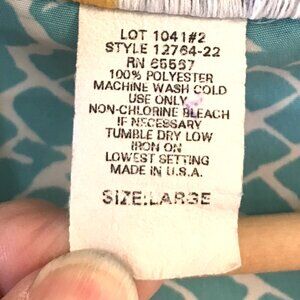 LOT 1041#2
STYLE 12764-22
RN 65597
100% POLYESTER
MACHINE WASH COLD
USE ONLY
NON-CHLORINE BLEACH
IF NECESSARY
TUMBLE DRY LOW
IRON ON
LOWEST SETTING
MADE IN U.S.A.
SIZE:LARGE